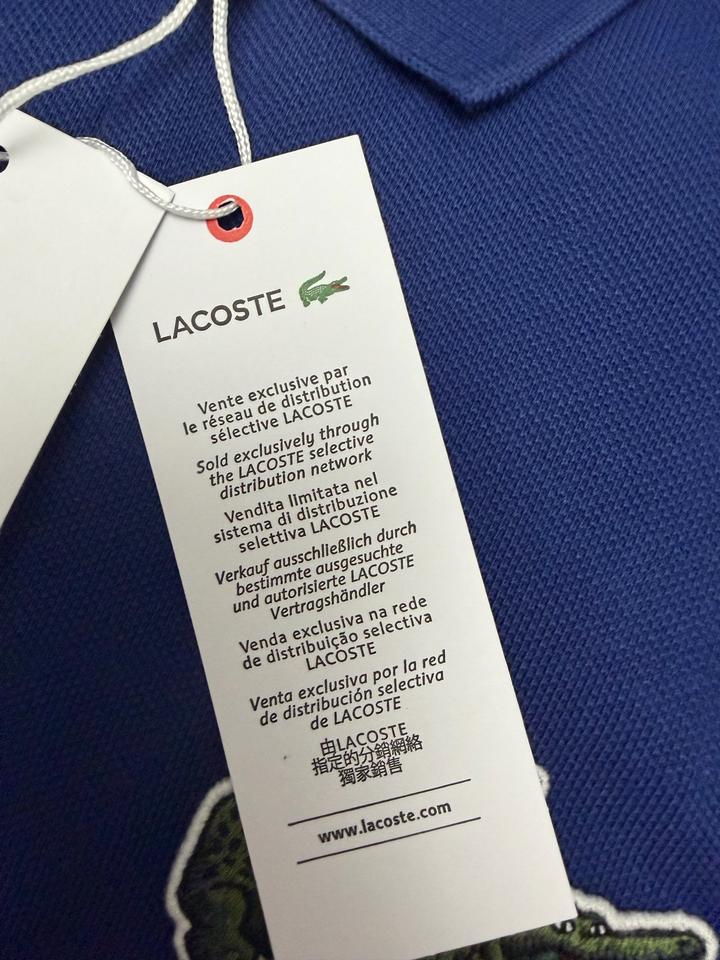 LACOSTE
Vente exclusive par
le réseau de distribution
sélective LACOSTE
Sold exclusively through
the LACOSTE selective
distribution network
Vendita limitata nel
sistema di distribuzione
selettiva LACOSTE
Verkauf ausschließlich durch
bestimmte ausgesuchte
und autorisierte LACOSTE
Vertragshändler
Venda exclusiva na rede
de distribuição selectiva
LACOSTE
Venta exclusiva por la red
de distribución selectiva
de LACOSTE
由LACOSTE
指定的分銷網絡
獨家銷售
www.lacoste.com